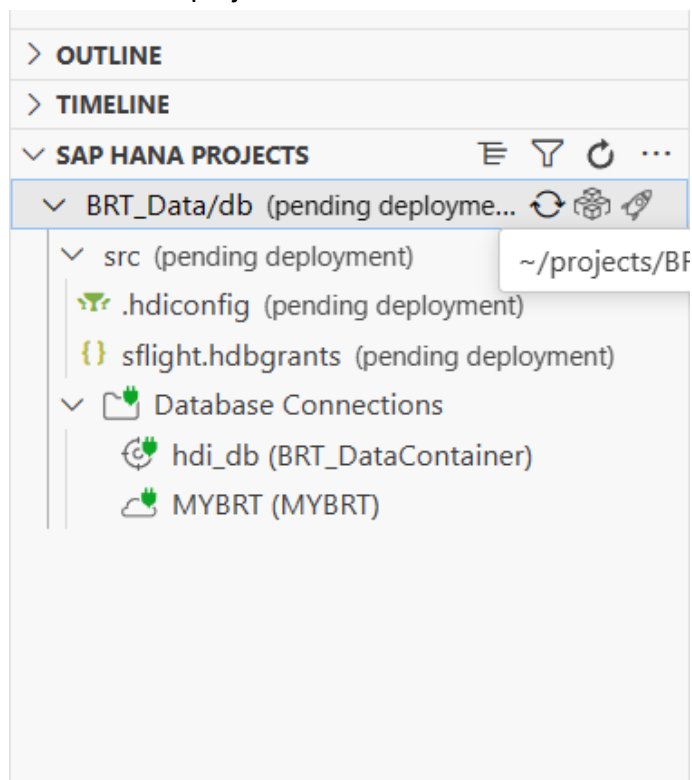 OUTLINE
TIMELINE
SAP HANA PROJECTS
BRT_Data/db (pending deployme...
src (pending deployment)
~/projects/BR
.hdiconfig (pending deployment)
{} sflight.hdbgrants (pending deployment)
Database Connections
hdi_db (BRT_DataContainer)
MYBRT (MYBRT)